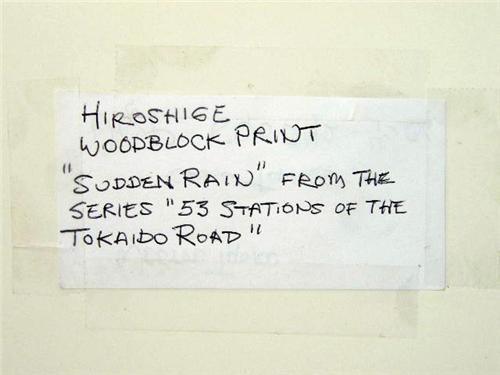 HIROSHIGE
WOODBLOCK PRINT
"SUDDEN RAIN" FROM THE
SERIES "53 STATIONS OF THE
TOKAIDO ROAD"